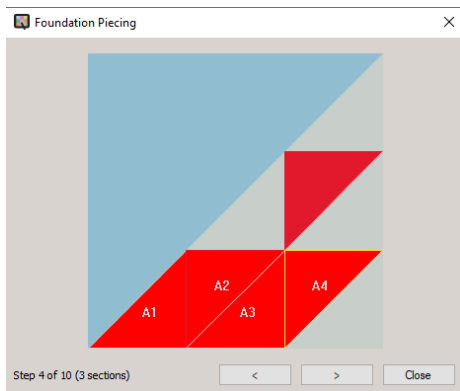 Foundation Piecing
A2
A4
A1
A3
Step 4 of 10 (3 sections)
<
>
Close